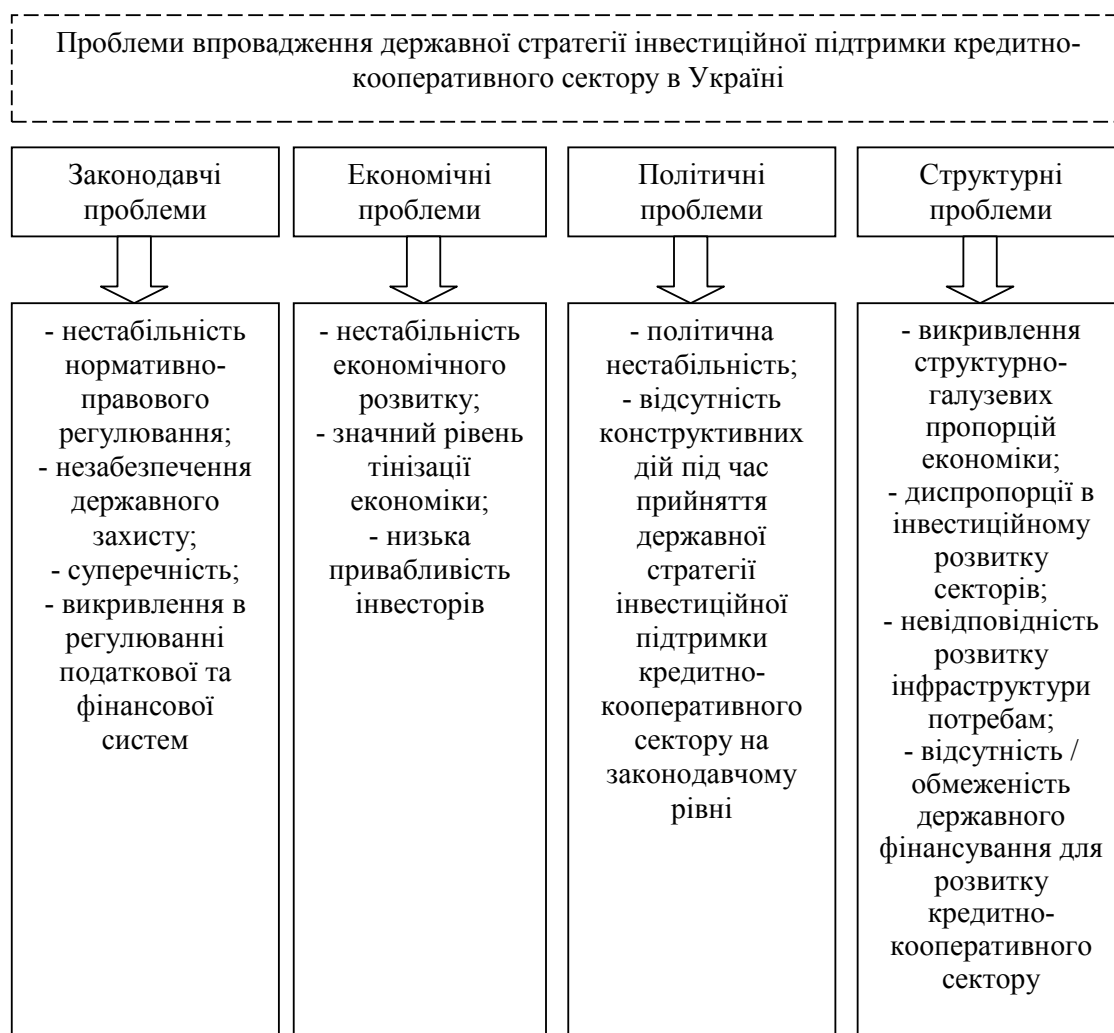 Проблеми впровадження державної стратегії інвестиційної підтримки кредитно-
кооперативного сектору в Україні
Законодавчі
проблеми
Економічні
проблеми
Політичні
проблеми
Структурні
проблеми
- нестабільність
нормативно-
правового
регулювання;
- незабезпечення
державного
захисту;
- суперечність;
- викривлення в
регулюванні
податкової та
фінансової
систем
- нестабільність
економічного
розвитку;
- значний рівень
тінізації
економіки;
- низька
привабливість
інвесторів
- політична
нестабільність;
- відсутність
конструктивних
дій під час
прийняття
державної
стратегії
інвестиційної
підтримки
кредитно-
кооперативного
сектору на
законодавчому
рівні
- викривлення
структурно-
галузевих
пропорцій
економіки;
- диспропорції в
інвестиційному
розвитку
секторів;
- невідповідність
розвитку
інфраструктури
потребам;
- відсутність /
обмеженість
державного
фінансування для
розвитку
кредитно-
кооперативного
сектору